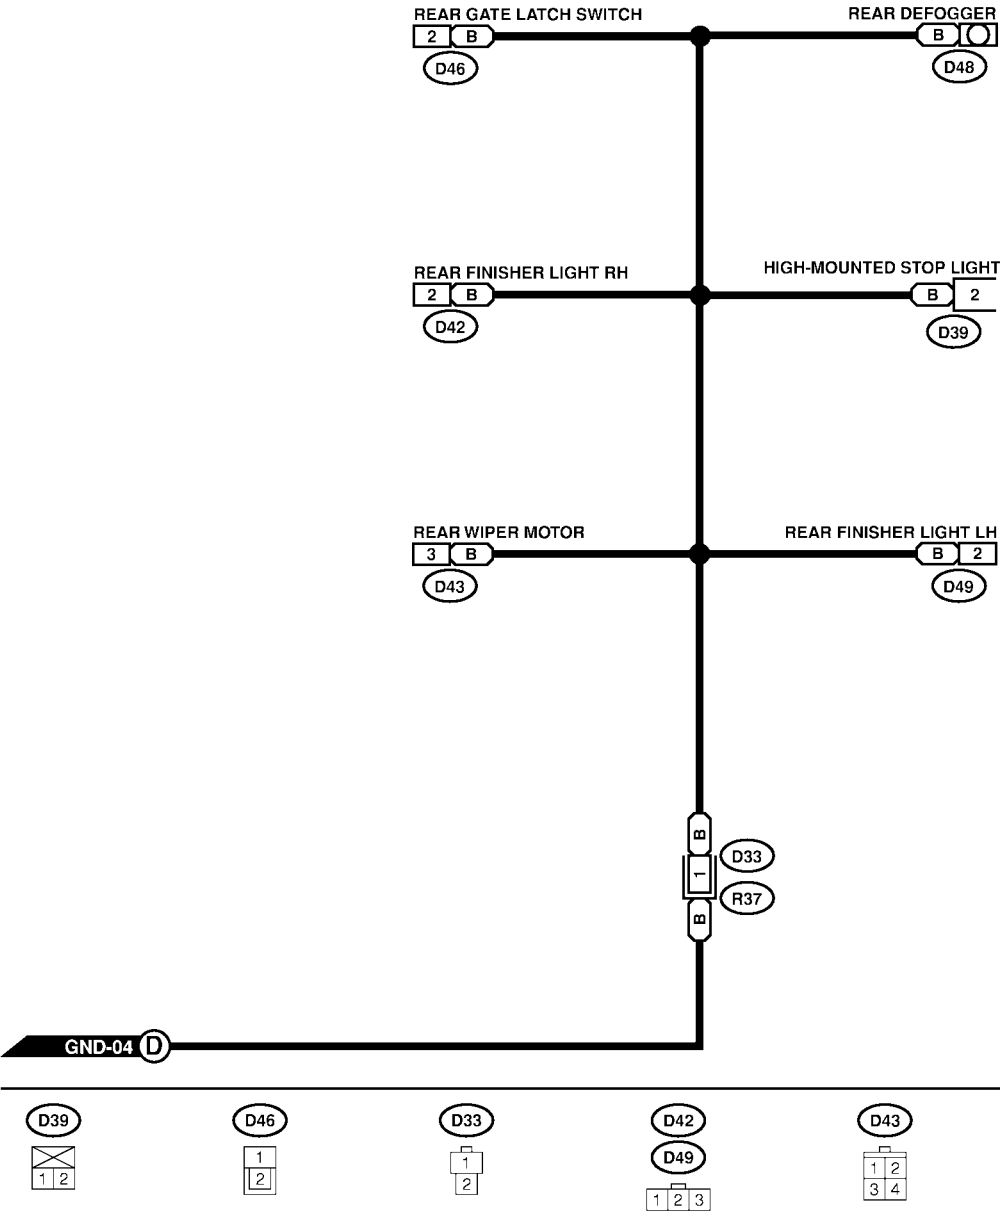 REAR GATE LATCH SWITCH
REAR DEFOGGER
2 B
B
D46
D48
REAR FINISHER LIGHT RH
HIGH-MOUNTED STOP LIGHT
2 B
B 2
D42
D39
REAR WIPER MOTOR
REAR FINISHER LIGHT LH
3 B
B 2
D43
D49
B
D33
1
R37
B
GND-04 D
D39
D46
D33
D42
D43
D49
1 2
1
2
1
2
1 2 3
1 2
3 4